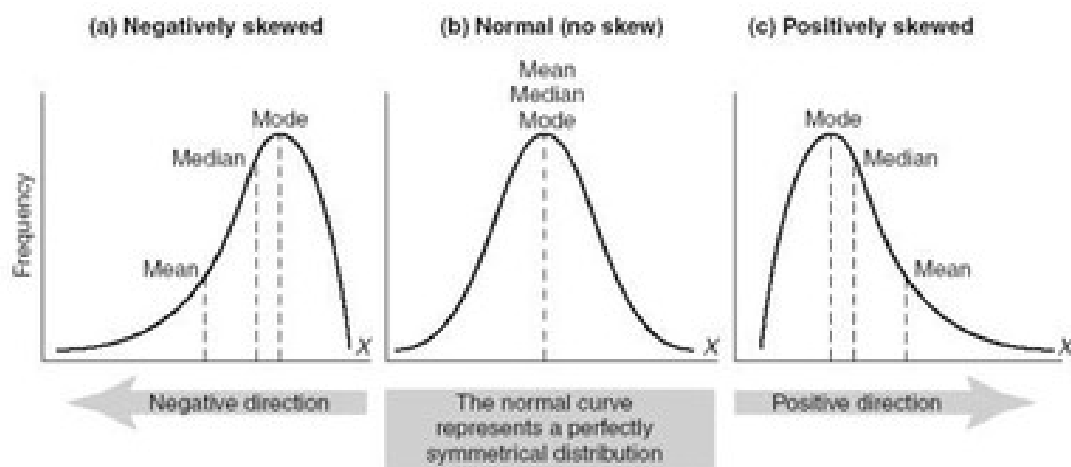 (a) Negatively skewed
(b) Normal (no skew)
(c) Positively skewed
Frequency
Mode
Median
Mean
X
Negative direction
Mean
Median
Mode
X
The normal curve
represents a perfectly
symmetrical distribution
Mode
Median
Mean
X
Positive direction